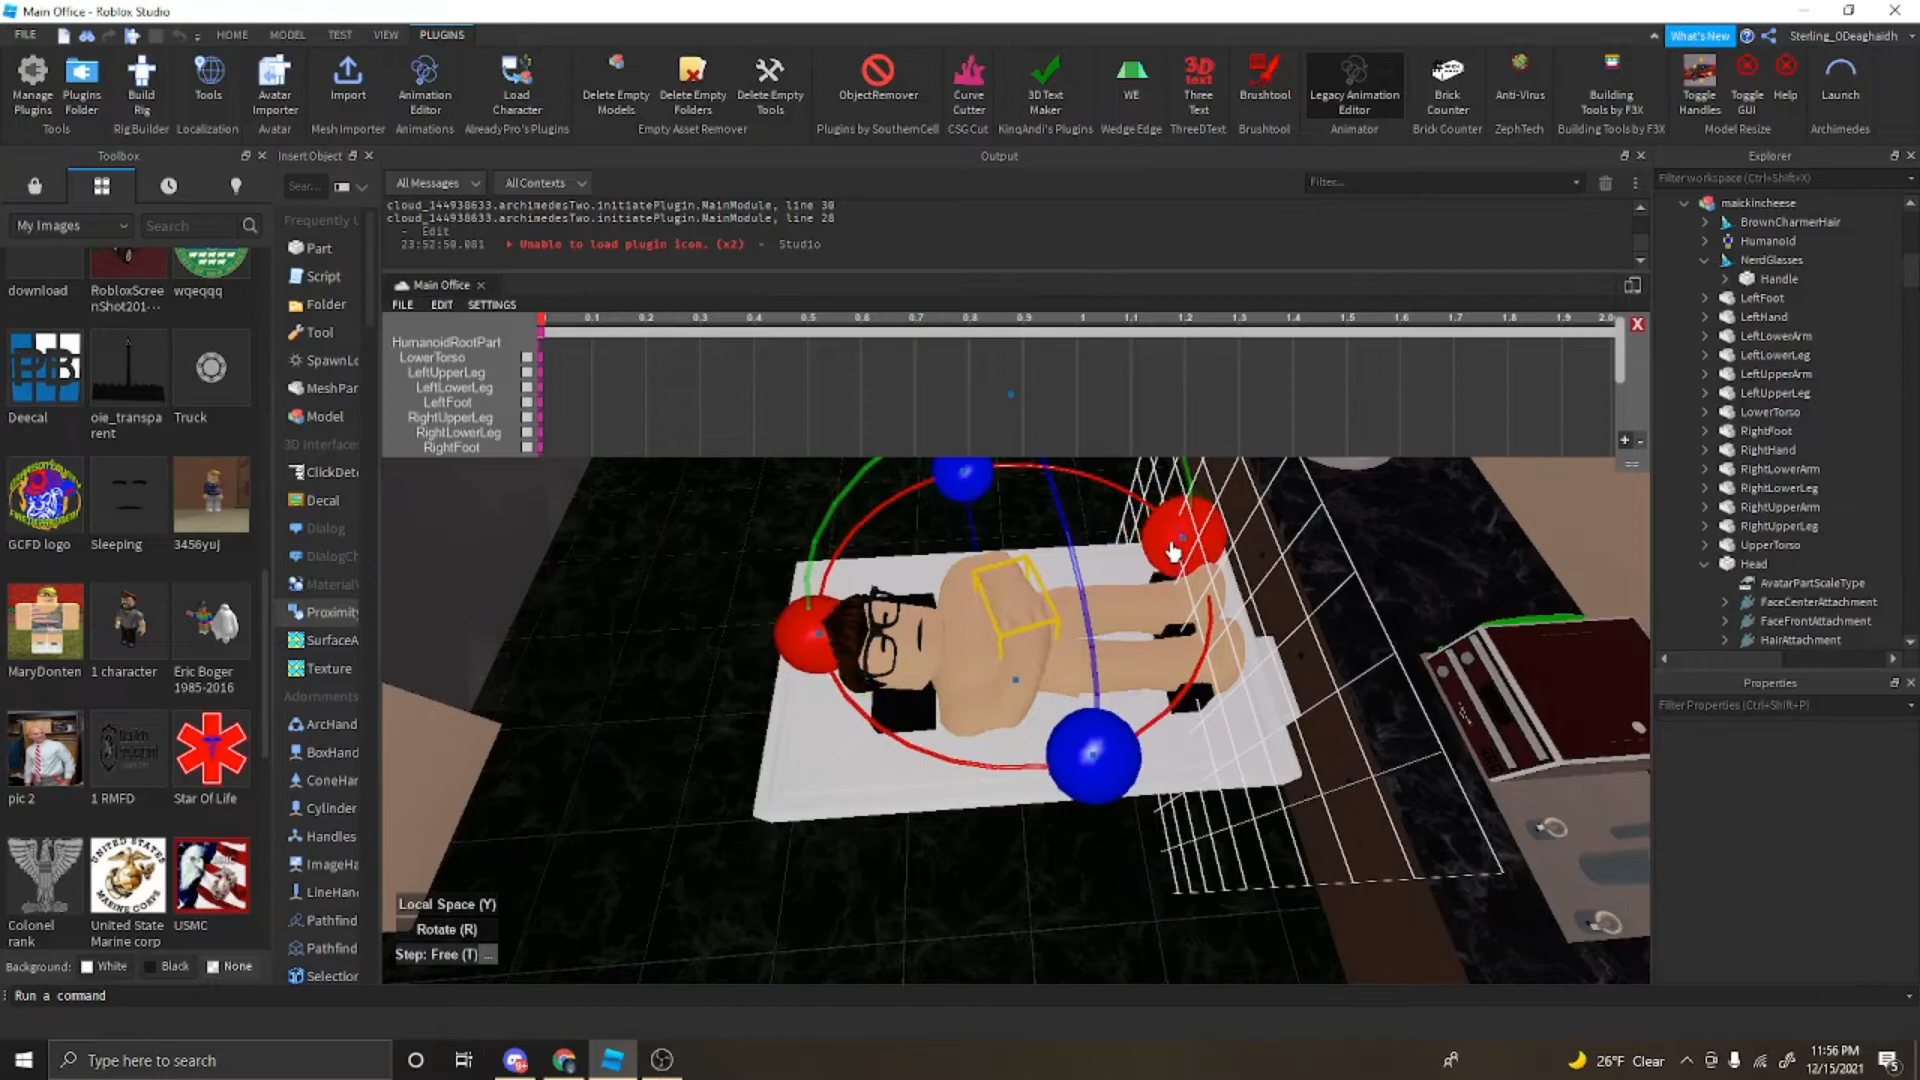 Main Office - Roblox Studio
FILE HOME MODEL TEST VIEW PLUGINS What's New Sterling_ODeaghaidh
Manage Plugins
Plugins Folder
Build Rig
Tools
Avatar Importer
Import
Animation Editor
Load Character
Delete Empty Models
Delete Empty Folders
Delete Empty Tools
ObjectRemover
Curve Cutter
3D Text Maker
WE
Three Text
Brushtool
Legacy Animation Editor
Brick Counter
Anti-Virus
Building Tools by F3X
Toggle Handles
Toggle GUI
Help
Launch
Tools Rig Builder Localization Avatar Mesh Importer Animations AlreadyPro's Plugins Empty Asset Remover Plugins by SouthernCell CSG Cut KingAndi's Plugins Wedge Edge ThreeDText Brushtool Animator Brick Counter ZephTech Building Tools by F3X Model Resize Archimedes
Toolbox
My Images Search
download
RobloxScreenShot201...
wqeqqq
Deecal
oie_transparent
Truck
GCFD logo
Sleeping
3456yuj
MaryDonten
1 character
Eric Boger 1985-2016
pic 2
1 RMFD
Star Of Life
Colonel rank
United State Marine corp
USMC
Background: White Black None
Insert Object
Sear...
Frequently U
Part
Script
Folder
Tool
SpawnLo
MeshPar
Model
3D Interfaces
ClickDete
Decal
Dialog
DialogCh
MaterialV
Proximity
SurfaceA
Texture
Adornments
ArcHand
BoxHand
ConeHar
Cylinder
Handles
ImageHa
LineHan
Pathfind
Pathfind
Selection
Output
All Messages All Contexts Filter...
cloud_144938633.archimedesTwo.initiatePlugin.MainModule, line 30
cloud_144938633.archimedesTwo.initiatePlugin.MainModule, line 28
- Edit
23:52:50.081 Unable to load plugin icon. (x2) - Studio
Main Office
FILE EDIT SETTINGS
0.1 0.2 0.3 0.4 0.5 0.6 0.7 0.8 0.9 1 1.1 1.2 1.3 1.4 1.5 1.6 1.7 1.8 1.9 2.0
HumanoidRootPart
LowerTorso
LeftUpperLeg
LeftLowerLeg
LeftFoot
RightUpperLeg
RightLowerLeg
RightFoot
X
Local Space (Y)
Rotate (R)
Step: Free (T) ...
Explorer
Filter workspace (Ctrl+Shift+X)
maickincheese
BrownCharmerHair
Humanoid
NerdGlasses
Handle
LeftFoot
LeftHand
LeftLowerArm
LeftLowerLeg
LeftUpperArm
LeftUpperLeg
LowerTorso
RightFoot
RightHand
RightLowerArm
RightLowerLeg
RightUpperArm
RightUpperLeg
UpperTorso
Head
AvatarPartScaleType
FaceCenterAttachment
FaceFrontAttachment
HairAttachment
Properties
Filter Properties (Ctrl+Shift+P)
Run a command
Type here to search
26°F Clear
11:56 PM
12/15/2021